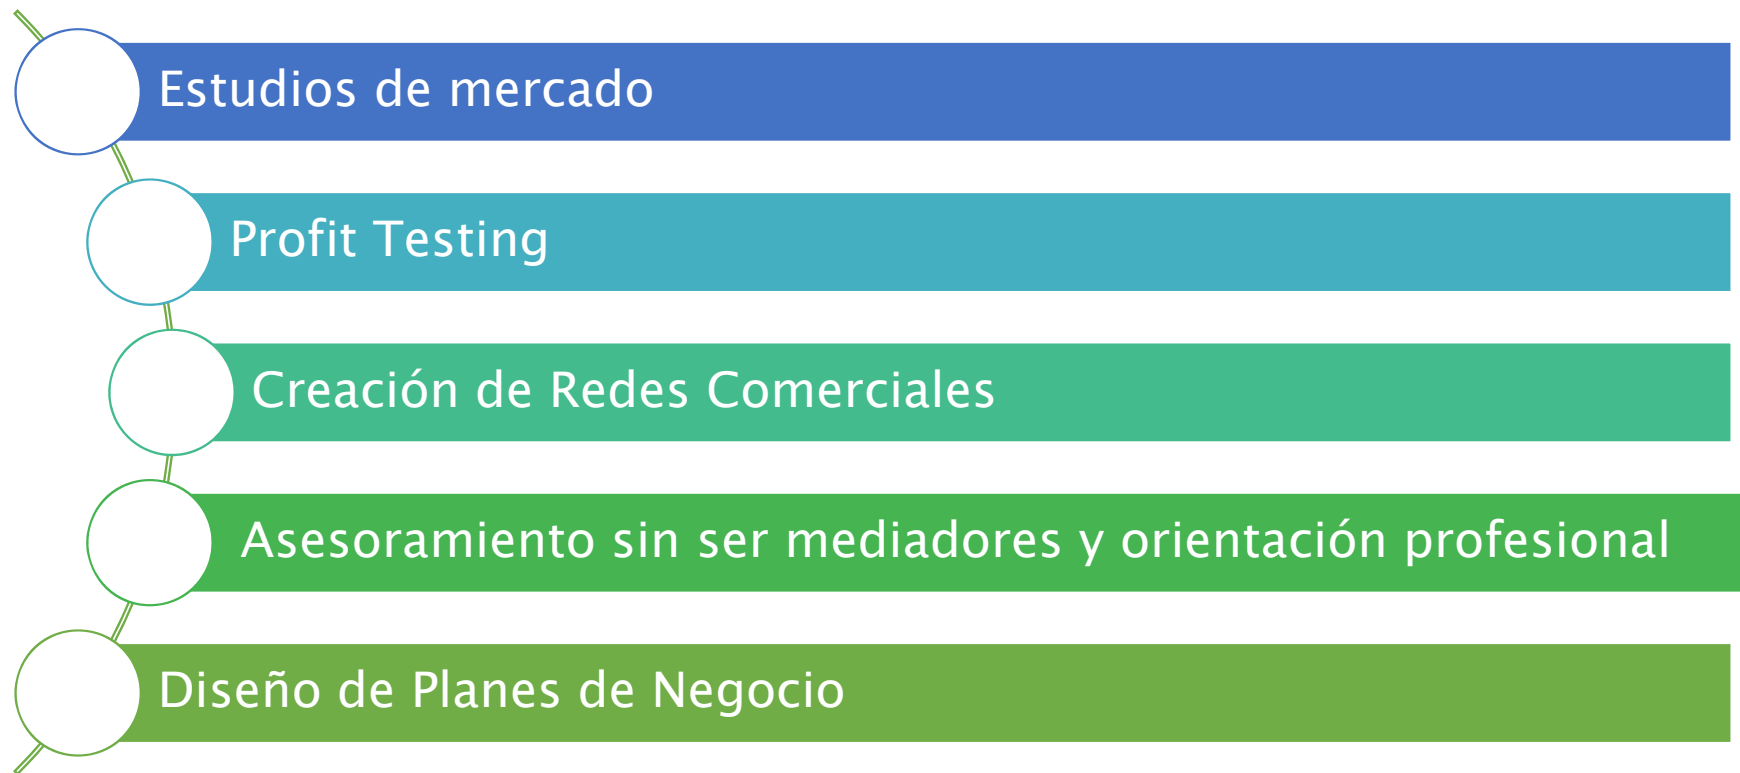 Estudios de mercado
Profit Testing
Creación de Redes Comerciales
Asesoramiento sin ser mediadores y orientación profesional
Diseño de Planes de Negocio